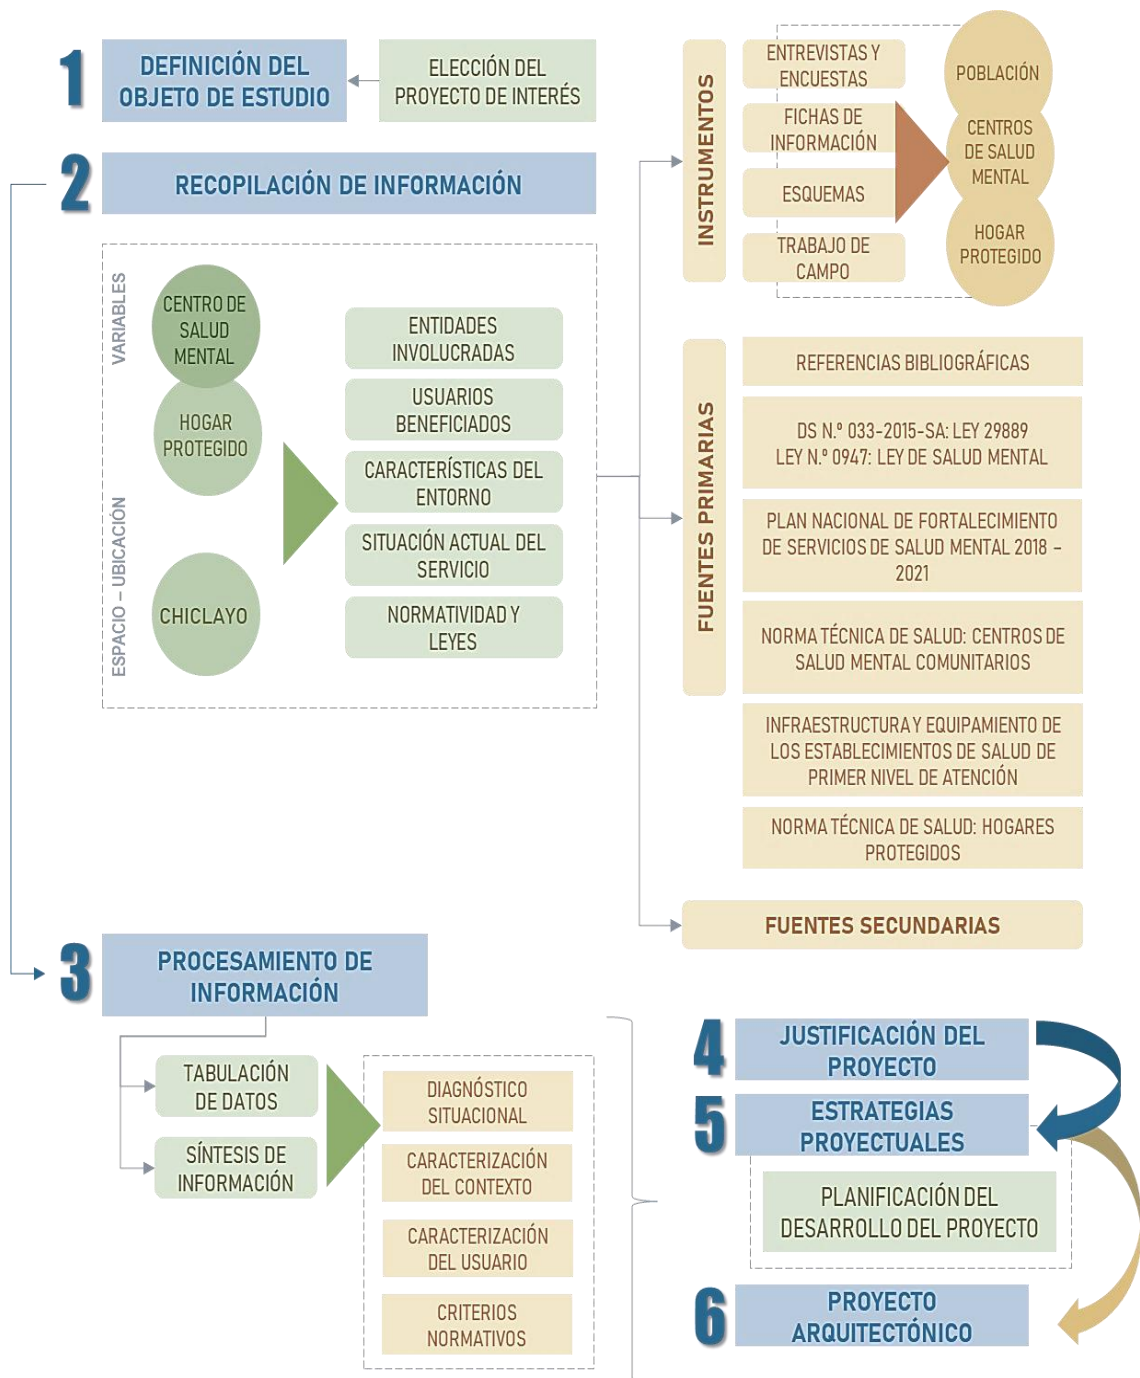 1
DEFINICIÓN DEL
OBJETO DE ESTUDIO
ELECCIÓN DEL
PROYECTO DE INTERÉS
2
RECOPILACIÓN DE INFORMACIÓN
VARIABLES
CENTRO DE
SALUD
MENTAL
HOGAR
PROTEGIDO
ESPACIO – UBICACIÓN
CHICLAYO
ENTIDADES
INVOLUCRADAS
USUARIOS
BENEFICIADOS
CARACTERÍSTICAS DEL
ENTORNO
SITUACIÓN ACTUAL DEL
SERVICIO
NORMATIVIDAD Y
LEYES
INSTRUMENTOS
ENTREVISTAS Y
ENCUESTAS
FICHAS DE
INFORMACIÓN
ESQUEMAS
TRABAJO DE
CAMPO
POBLACIÓN
CENTROS
DE SALUD
MENTAL
HOGAR
PROTEGIDO
FUENTES PRIMARIAS
REFERENCIAS BIBLIOGRÁFICAS
DS N.º 033-2015-SA: LEY 29889
LEY N.º 0947: LEY DE SALUD MENTAL
PLAN NACIONAL DE FORTALECIMIENTO
DE SERVICIOS DE SALUD MENTAL 2018 –
2021
NORMA TÉCNICA DE SALUD: CENTROS DE
SALUD MENTAL COMUNITARIOS
INFRAESTRUCTURA Y EQUIPAMIENTO DE
LOS ESTABLECIMIENTOS DE SALUD DE
PRIMER NIVEL DE ATENCIÓN
NORMA TÉCNICA DE SALUD: HOGARES
PROTEGIDOS
FUENTES SECUNDARIAS
3
PROCESAMIENTO DE
INFORMACIÓN
TABULACIÓN
DE DATOS
SÍNTESIS DE
INFORMACIÓN
DIAGNÓSTICO
SITUACIONAL
CARACTERIZACIÓN
DEL CONTEXTO
CARACTERIZACIÓN
DEL USUARIO
CRITERIOS
NORMATIVOS
4
JUSTIFICACIÓN DEL
PROYECTO
5
ESTRATEGIAS
PROYECTUALES
PLANIFICACIÓN DEL
DESARROLLO DEL PROYECTO
6
PROYECTO
ARQUITECTÓNICO